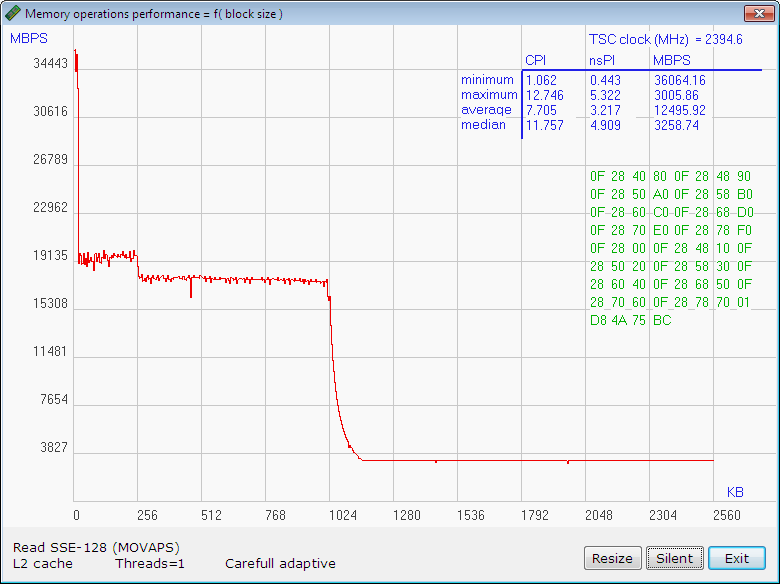 Memory operations performance = f( block size )
MBPS
TSC clock (MHz) = 2394.6
CPI nsPI MBPS
minimum 1.062 0.443 36064.16
maximum 12.746 5.322 3005.86
average 7.705 3.217 12495.92
median 11.757 4.909 3258.74
34443
30616
26789
22962
19135
15308
11481
7654
3827
0F 28 40 80 0F 28 48 90
0F 28 50 A0 0F 28 58 B0
0F 28 60 C0 0F 28 68 D0
0F 28 70 E0 0F 28 78 F0
0F 28 00 0F 28 48 10 0F
28 50 20 0F 28 58 30 0F
28 60 40 0F 28 68 50 0F
28 70 60 0F 28 78 70 01
D8 4A 75 BC
KB
0 256 512 768 1024 1280 1536 1792 2048 2304 2560
Read SSE-128 (MOVAPS)
L2 cache Threads=1 Carefull adaptive
Resize Silent Exit